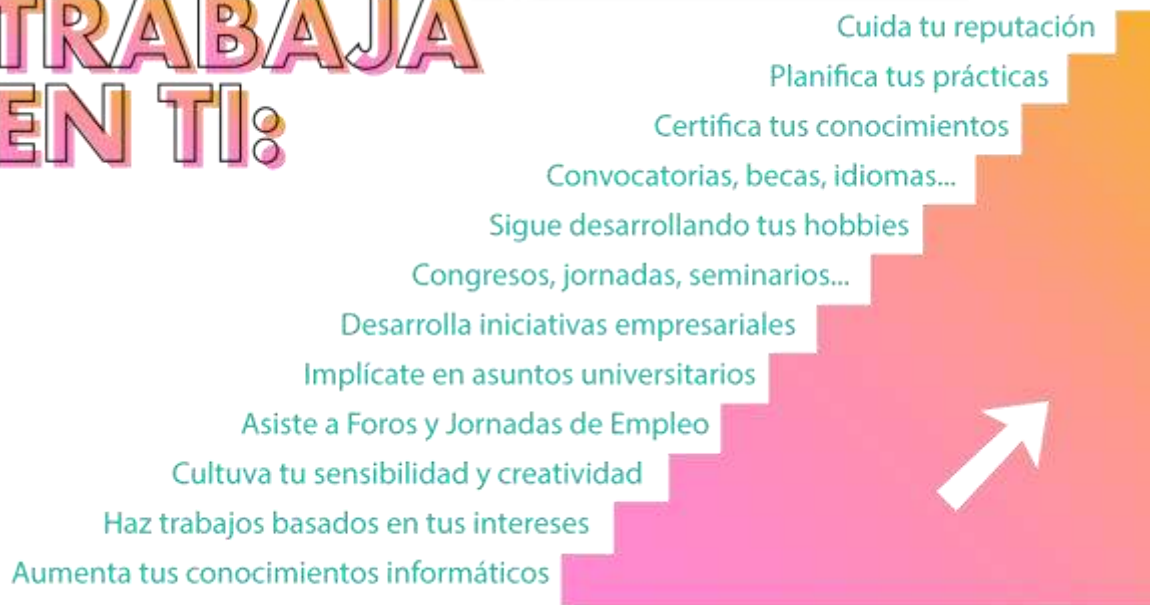 TRABAJA
EN TI:
Cuida tu reputación
Planifica tus prácticas
Certifica tus conocimientos
Convocatorias, becas, idiomas...
Sigue desarrollando tus hobbies
Congresos, jornadas, seminarios...
Desarrolla iniciativas empresariales
Implícate en asuntos universitarios
Asiste a Foros y Jornadas de Empleo
Cultuva tu sensibilidad y creatividad
Haz trabajos basados en tus intereses
Aumenta tus conocimientos informáticos